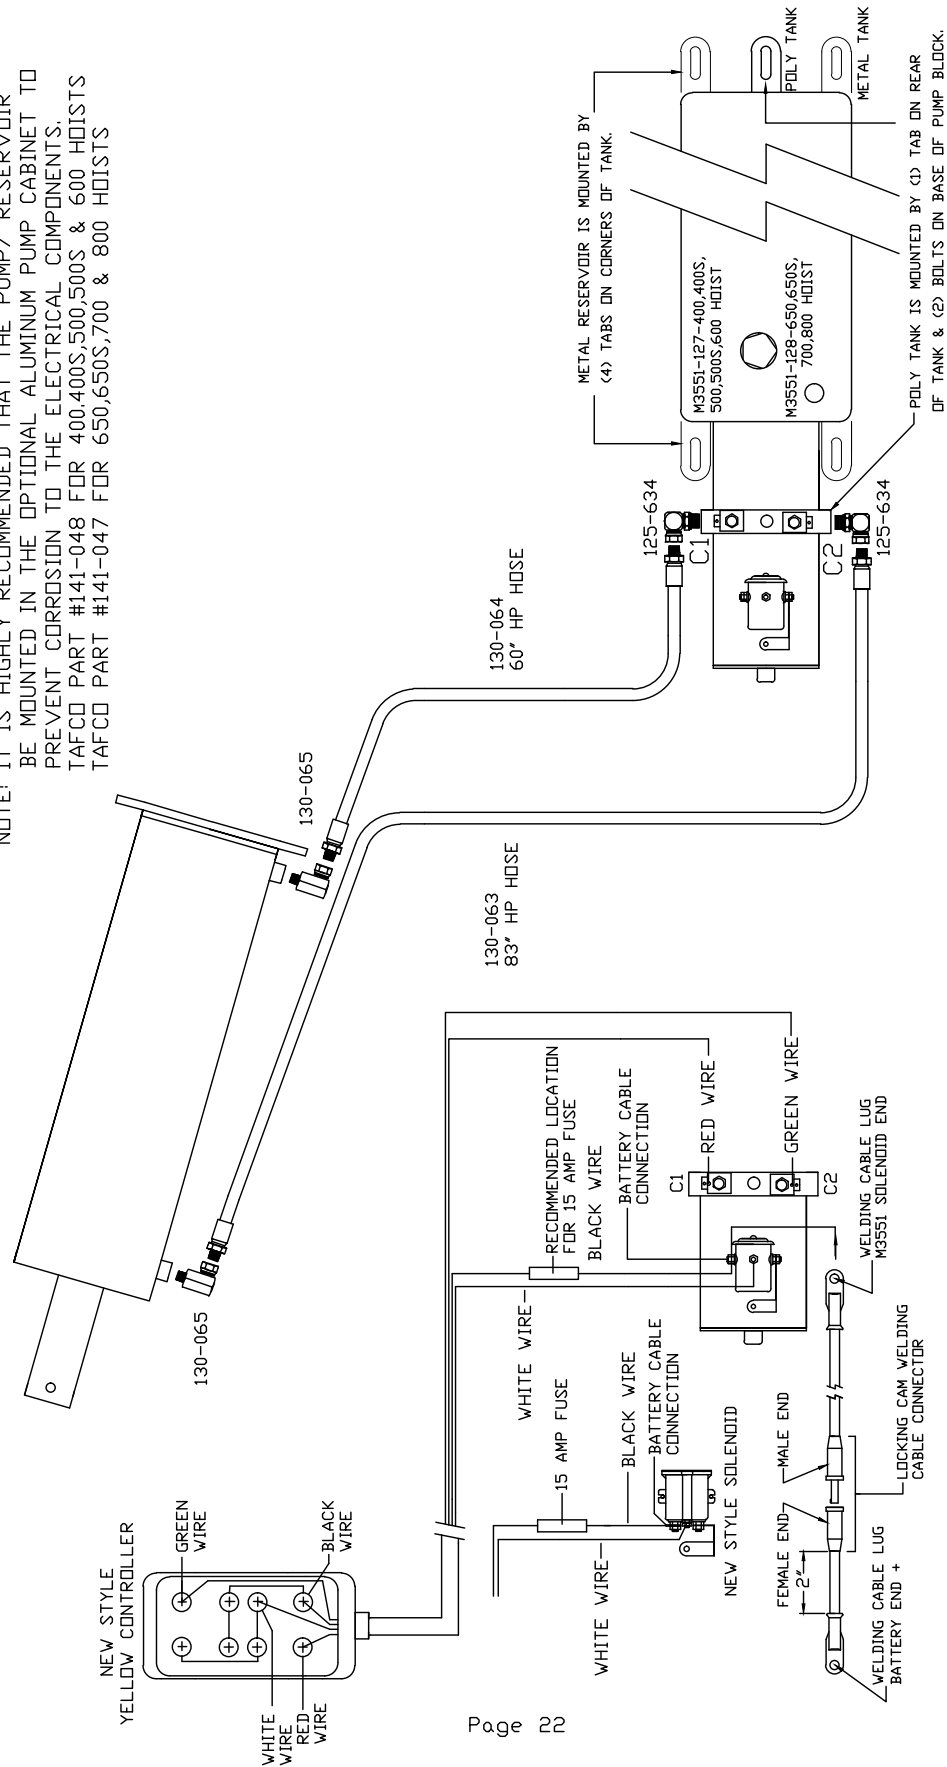 NOTE! IT IS HIGHLY RECOMMENDED THAT THE PUMP/ RESERVOIR
BE MOUNTED IN THE OPTIONAL ALUMINUM PUMP CABINET TO
PREVENT CORROSION TO THE ELECTRICAL COMPONENTS.
TAFCO PART #141-048 FOR 400,400S,500,500S & 600 HOISTS
TAFCO PART #141-047 FOR 650,650S,700 & 800 HOISTS
130-065
130-065
130-064
60" HP HOSE
130-063
83" HP HOSE
METAL RESERVOIR IS MOUNTED BY
(4) TABS ON CORNERS OF TANK.
125-634
C1
C2
125-634
M3551-127-400,400S,
500,500S,600 HOIST
M3551-128-650,650S,
700,800 HOIST
POLY TANK
METAL TANK
POLY TANK IS MOUNTED BY (1) TAB ON REAR
OF TANK & (2) BOLTS ON BASE OF PUMP BLOCK.
NEW STYLE
YELLOW CONTROLLER
GREEN
WIRE
BLACK
WIRE
WHITE
WIRE
RED
WIRE
RECOMMENDED LOCATION
FOR 15 AMP FUSE
BLACK WIRE
WHITE WIRE
BATTERY CABLE
CONNECTION
RED WIRE
GREEN WIRE
C1
C2
15 AMP FUSE
BLACK WIRE
BATTERY CABLE
CONNECTION
WHITE WIRE
NEW STYLE SOLENOID
FEMALE END
MALE END
2"
WELDING CABLE LUG
BATTERY END +
LOCKING CAM WELDING
CABLE CONNECTOR
WELDING CABLE LUG
M3551 SOLENOID END
Page 22